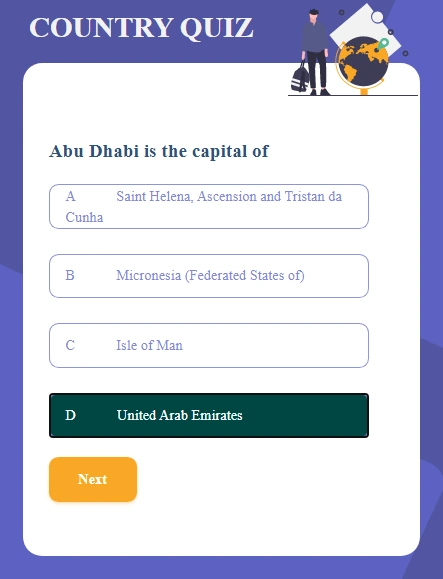 COUNTRY QUIZ
Abu Dhabi is the capital of
A Saint Helena, Ascension and Tristan da
Cunha
B Micronesia (Federated States of)
C Isle of Man
D United Arab Emirates
Next